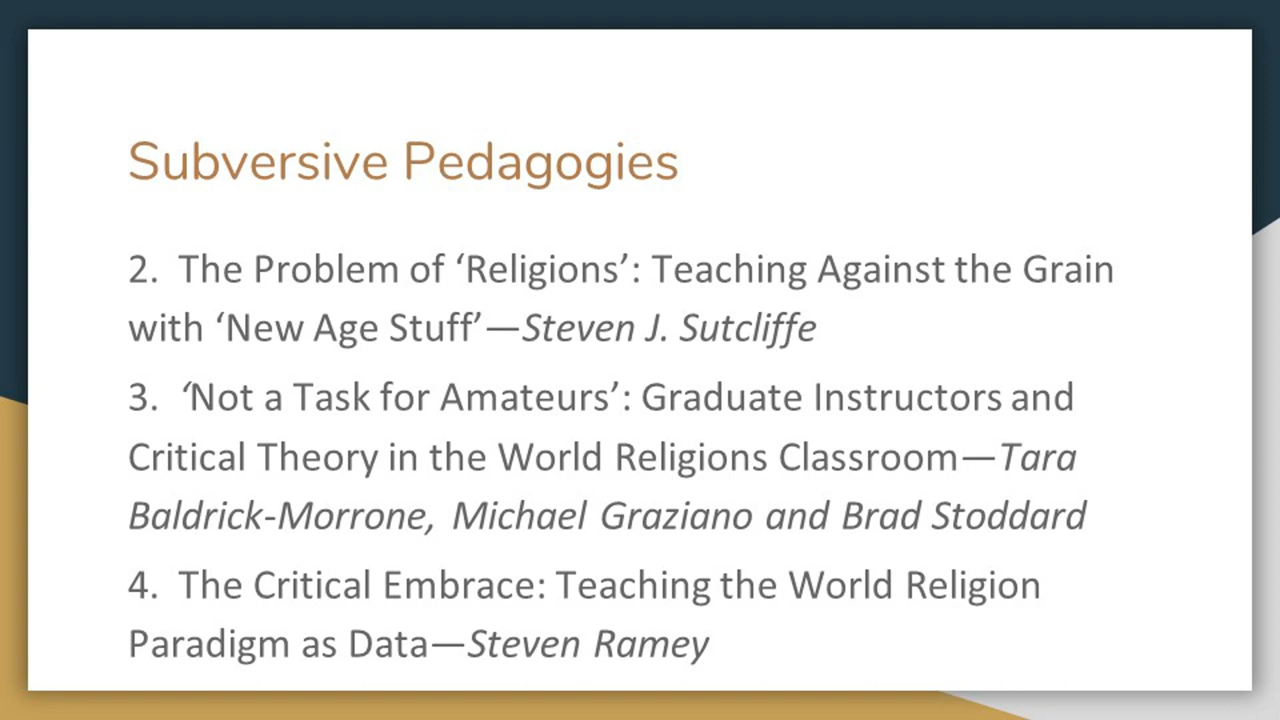 Subversive Pedagogies
2. The Problem of ‘Religions’: Teaching Against the Grain
with ‘New Age Stuff’—Steven J. Sutcliffe
3. ‘Not a Task for Amateurs’: Graduate Instructors and
Critical Theory in the World Religions Classroom—Tara
Baldrick-Morrone, Michael Graziano and Brad Stoddard
4. The Critical Embrace: Teaching the World Religion
Paradigm as Data—Steven Ramey